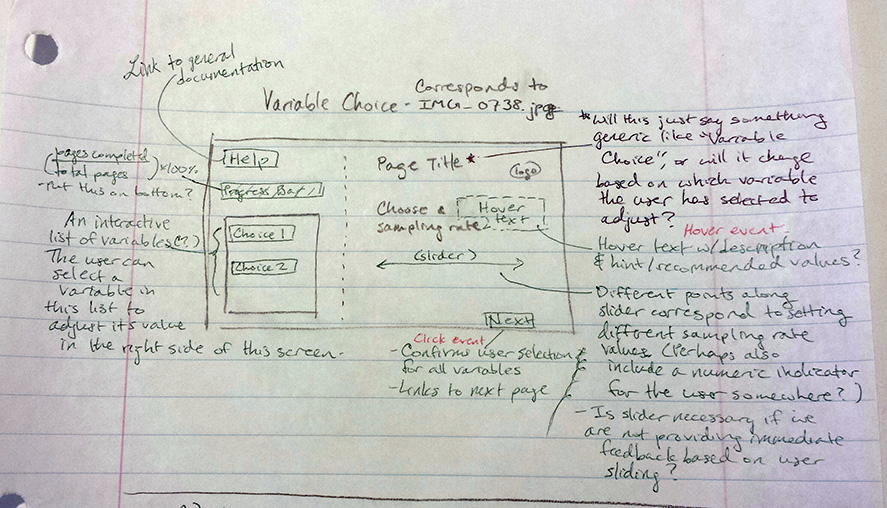 Link to general
documentation
Corresponds to
Variable Choice - IMG_0738.jpg
(pages completed
total pages) × 100%
- Put this on bottom?
An interactive
list of variables(?)
The user can
select a
variable in
this list to
adjust it's value
in the right side of this screen.
Help
Progress Bar
Choice 1
Choice 2
Page Title *
logo
Choose a
sampling rate
Hover
text
(slider)
Next
Click event
- Confirms user selection
for all variables
- Links to next page
* Will this just say something
generic like "Variable
Choice", or will it change
based on which variable
the user has selected to
adjust?
Hover event
Hover text w/description
& hint/recommended values?
Different points along
slider correspond to setting
different sampling rate
values. (Perhaps also
include a numeric indicator
for the user somewhere?)
- Is slider necessary if we
are not providing immediate
feedback based on user
sliding?